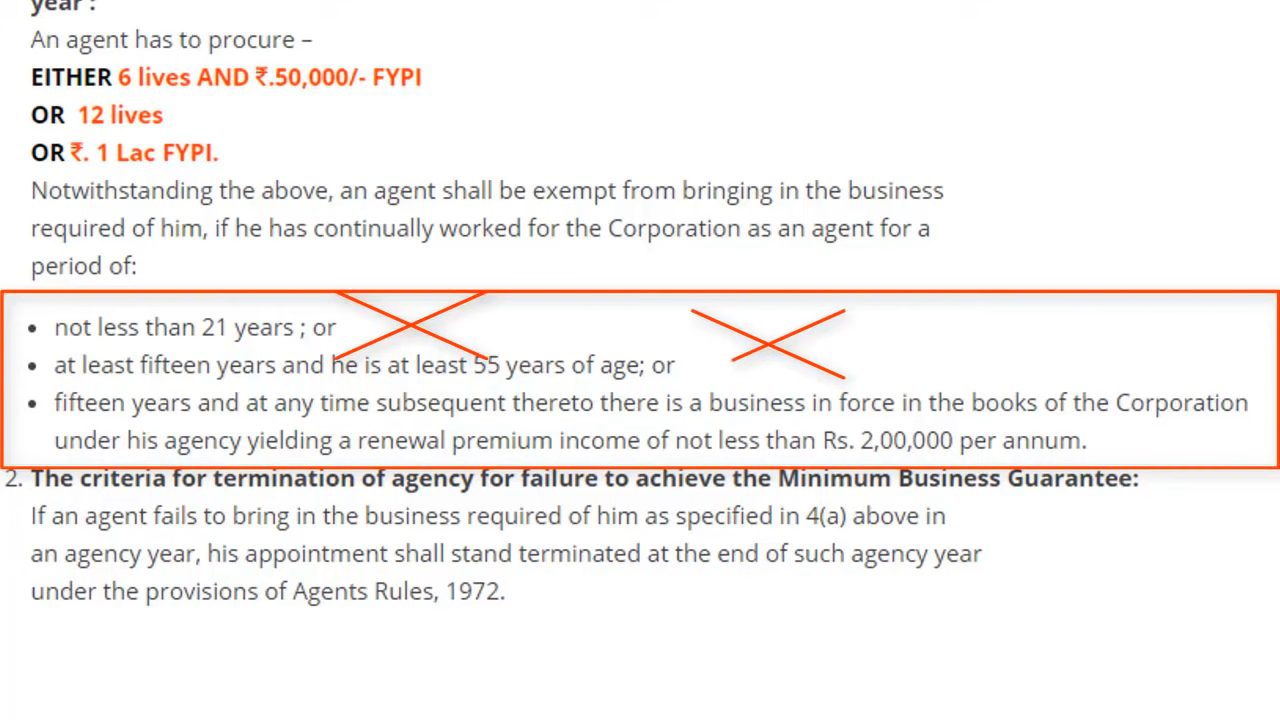 year :
An agent has to procure –
EITHER 6 lives AND ₹.50,000/- FYPI
OR 12 lives
OR ₹. 1 Lac FYPI.
Notwithstanding the above, an agent shall be exempt from bringing in the business
required of him, if he has continually worked for the Corporation as an agent for a
period of:
• not less than 21 years ; or
• at least fifteen years and he is at least 55 years of age; or
• fifteen years and at any time subsequent thereto there is a business in force in the books of the Corporation
under his agency yielding a renewal premium income of not less than Rs. 2,00,000 per annum.
2. The criteria for termination of agency for failure to achieve the Minimum Business Guarantee:
If an agent fails to bring in the business required of him as specified in 4(a) above in
an agency year, his appointment shall stand terminated at the end of such agency year
under the provisions of Agents Rules, 1972.